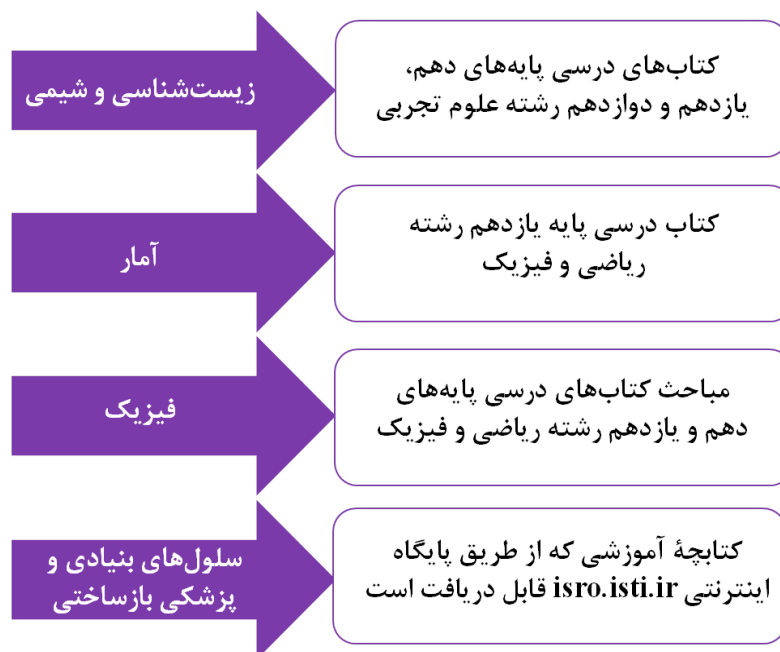 زیست‌شناسی و شیمی
کتاب‌های درسی پایه‌های دهم،
یازدهم و دوازدهم رشته علوم تجربی
آمار
کتاب درسی پایه یازدهم رشته
ریاضی و فیزیک
فیزیک
مباحث کتاب‌های درسی پایه‌های
دهم و یازدهم رشته ریاضی و فیزیک
سلول‌های بنیادی و
پزشکی بازساختی
کتابچهٔ آموزشی که از طریق پایگاه
اینترنتی isro.isti.ir قابل دریافت است